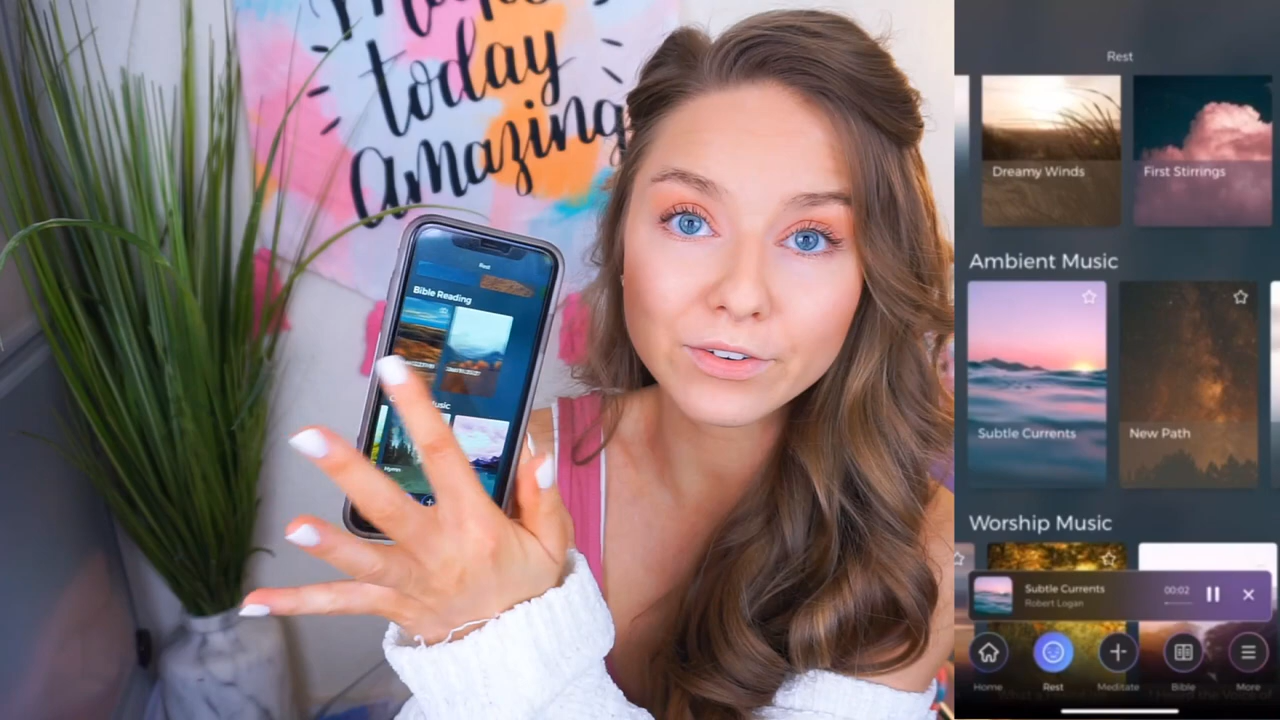 Make
today
Amazing
Rest
Bible Reading
Rest
Dreamy Winds
First Stirrings
Ambient Music
Subtle Currents
New Path
Worship Music
Subtle Currents
Robert Logan
00:02
Home
Rest
Meditate
Bible
More